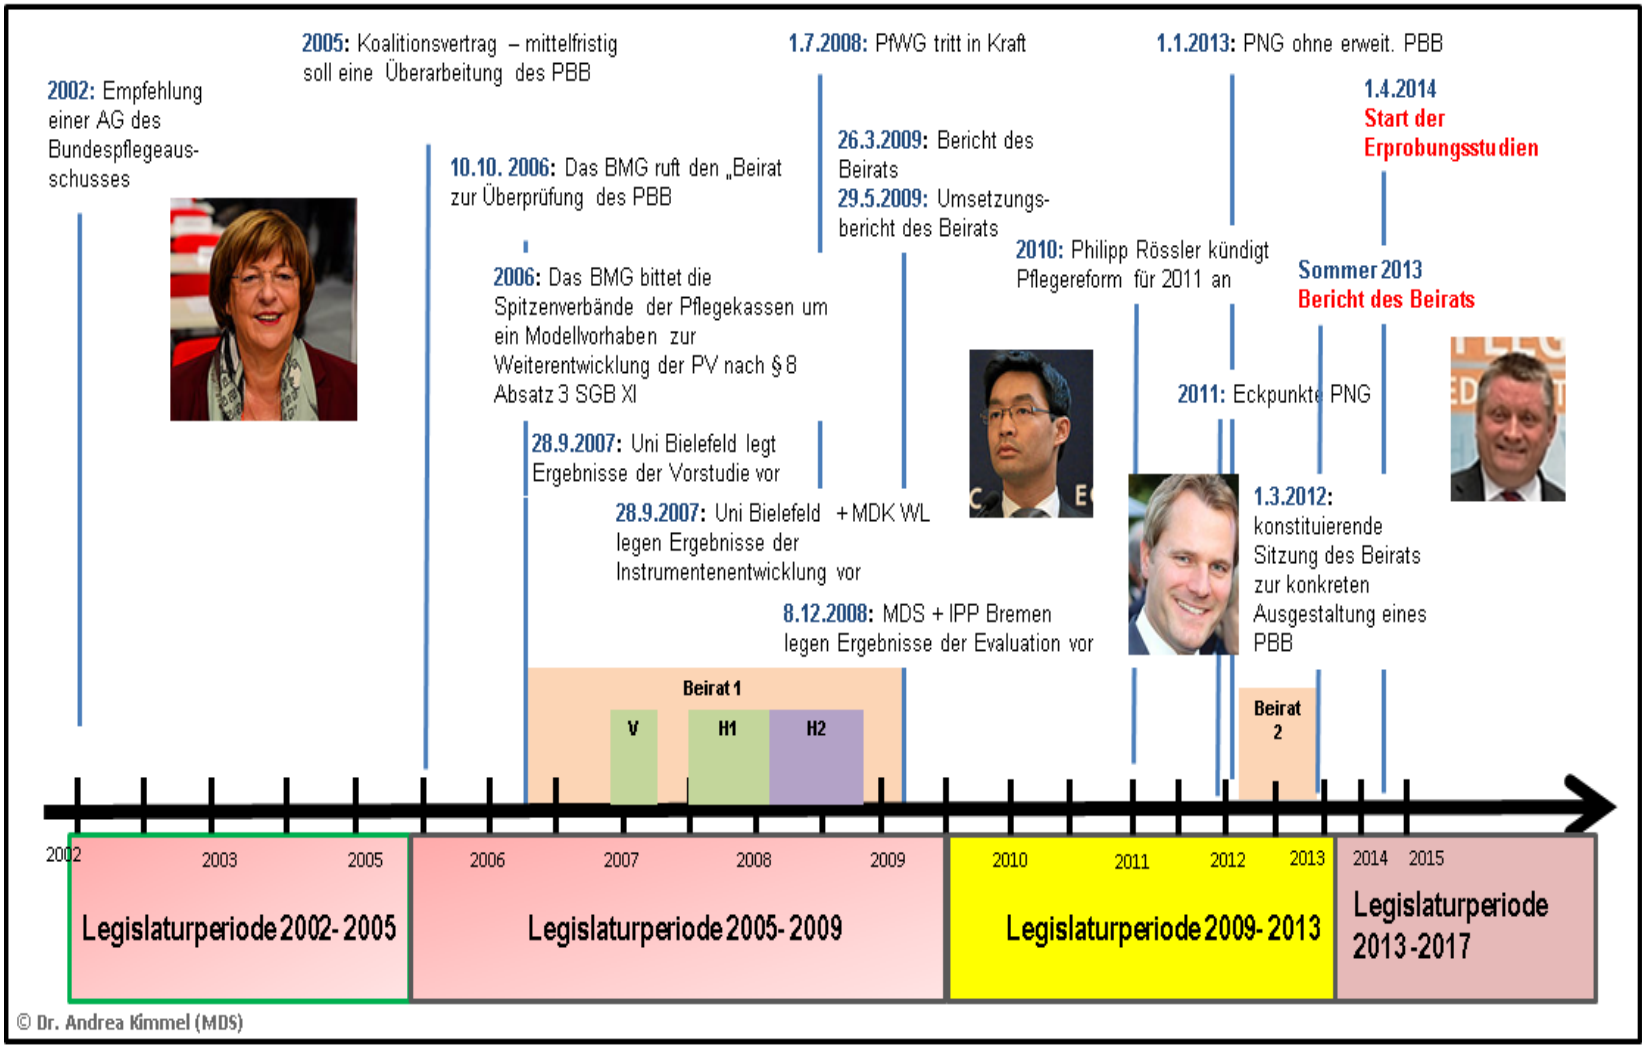 2002: Empfehlung
einer AG des
Bundespflegeaus-
schusses
2005: Koalitionsvertrag – mittelfristig
soll eine Überarbeitung des PBB
10.10. 2006: Das BMG ruft den „Beirat
zur Überprüfung des PBB
2006: Das BMG bittet die
Spitzenverbände der Pflegekassen um
ein Modellvorhaben zur
Weiterentwicklung der PV nach § 8
Absatz 3 SGB XI
28.9.2007: Uni Bielefeld legt
Ergebnisse der Vorstudie vor
28.9.2007: Uni Bielefeld + MDK WL
legen Ergebnisse der
Instrumentenentwicklung vor
8.12.2008: MDS + IPP Bremen
legen Ergebnisse der Evaluation vor
1.7.2008: PfWG tritt in Kraft
26.3.2009: Bericht des
Beirats
29.5.2009: Umsetzungs-
bericht des Beirats
2010: Philipp Rössler kündigt
Pflegereform für 2011 an
1.1.2013: PNG ohne erweit. PBB
1.4.2014
Start der
Erprobungsstudien
Sommer 2013
Bericht des Beirats
2011: Eckpunkte PNG
1.3.2012:
konstituierende
Sitzung des Beirats
zur konkreten
Ausgestaltung eines
PBB
C
E
ED
Beirat 1
V
H1
H2
Beirat
2
2002
2003
2005
2006
2007
2008
2009
2010
2011
2012
2013
2014
2015
Legislaturperiode 2002- 2005
Legislaturperiode 2005- 2009
Legislaturperiode 2009- 2013
Legislaturperiode
2013 -2017
© Dr. Andrea Kimmel (MDS)